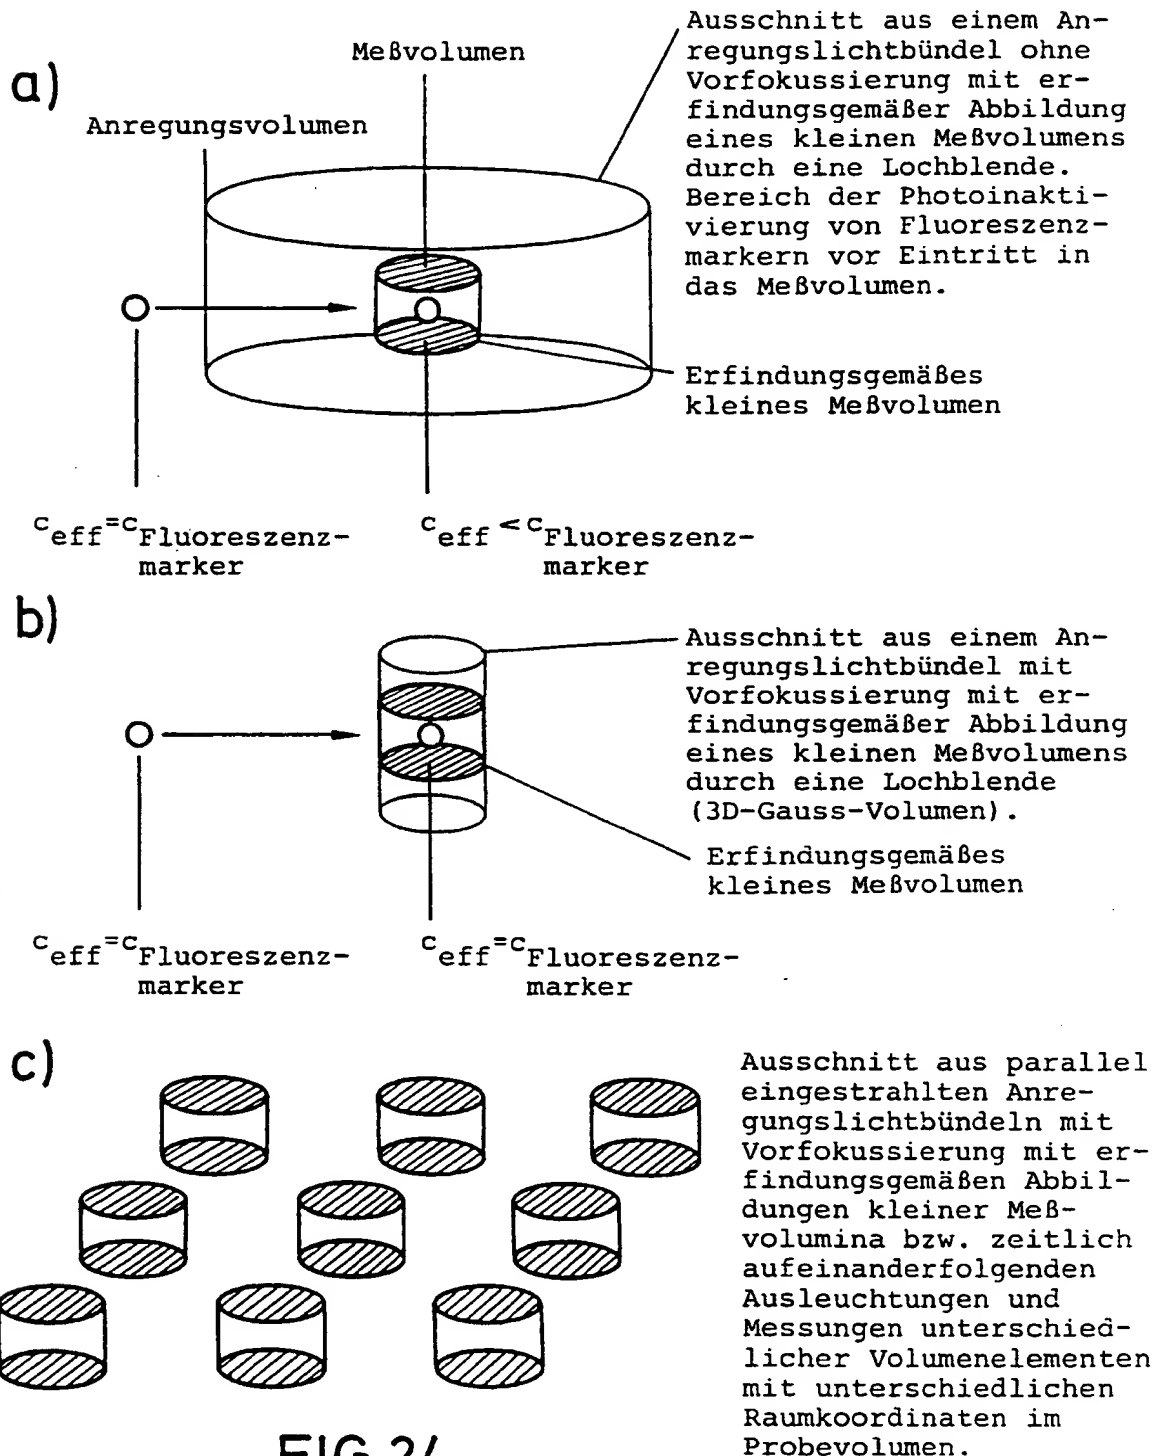 a)
Meßvolumen
Anregungsvolumen
Ausschnitt aus einem An-
regungslichtbündel ohne
Vorfokussierung mit er-
findungsgemäßer Abbildung
eines kleinen Meßvolumens
durch eine Lochblende.
Bereich der Photoinakti-
vierung von Fluoreszenz-
markern vor Eintritt in
das Meßvolumen.
Erfindungsgemäßes
kleines Meßvolumen
ceff=cFluoreszenz-
marker
ceff<cFluoreszenz-
marker
b)
Ausschnitt aus einem An-
regungslichtbündel mit
Vorfokussierung mit er-
findungsgemäßer Abbildung
eines kleinen Meßvolumens
durch eine Lochblende
(3D-Gauss-Volumen).
Erfindungsgemäßes
kleines Meßvolumen
ceff=cFluoreszenz-
marker
ceff=cFluoreszenz-
marker
c)
Ausschnitt aus parallel
eingestrahlten Anre-
gungslichtbündeln mit
Vorfokussierung mit er-
findungsgemäßen Abbil-
dungen kleiner Meß-
volumina bzw. zeitlich
aufeinanderfolgenden
Ausleuchtungen und
Messungen unterschied-
licher Volumenelementen
mit unterschiedlichen
Raumkoordinaten im
Probevolumen.